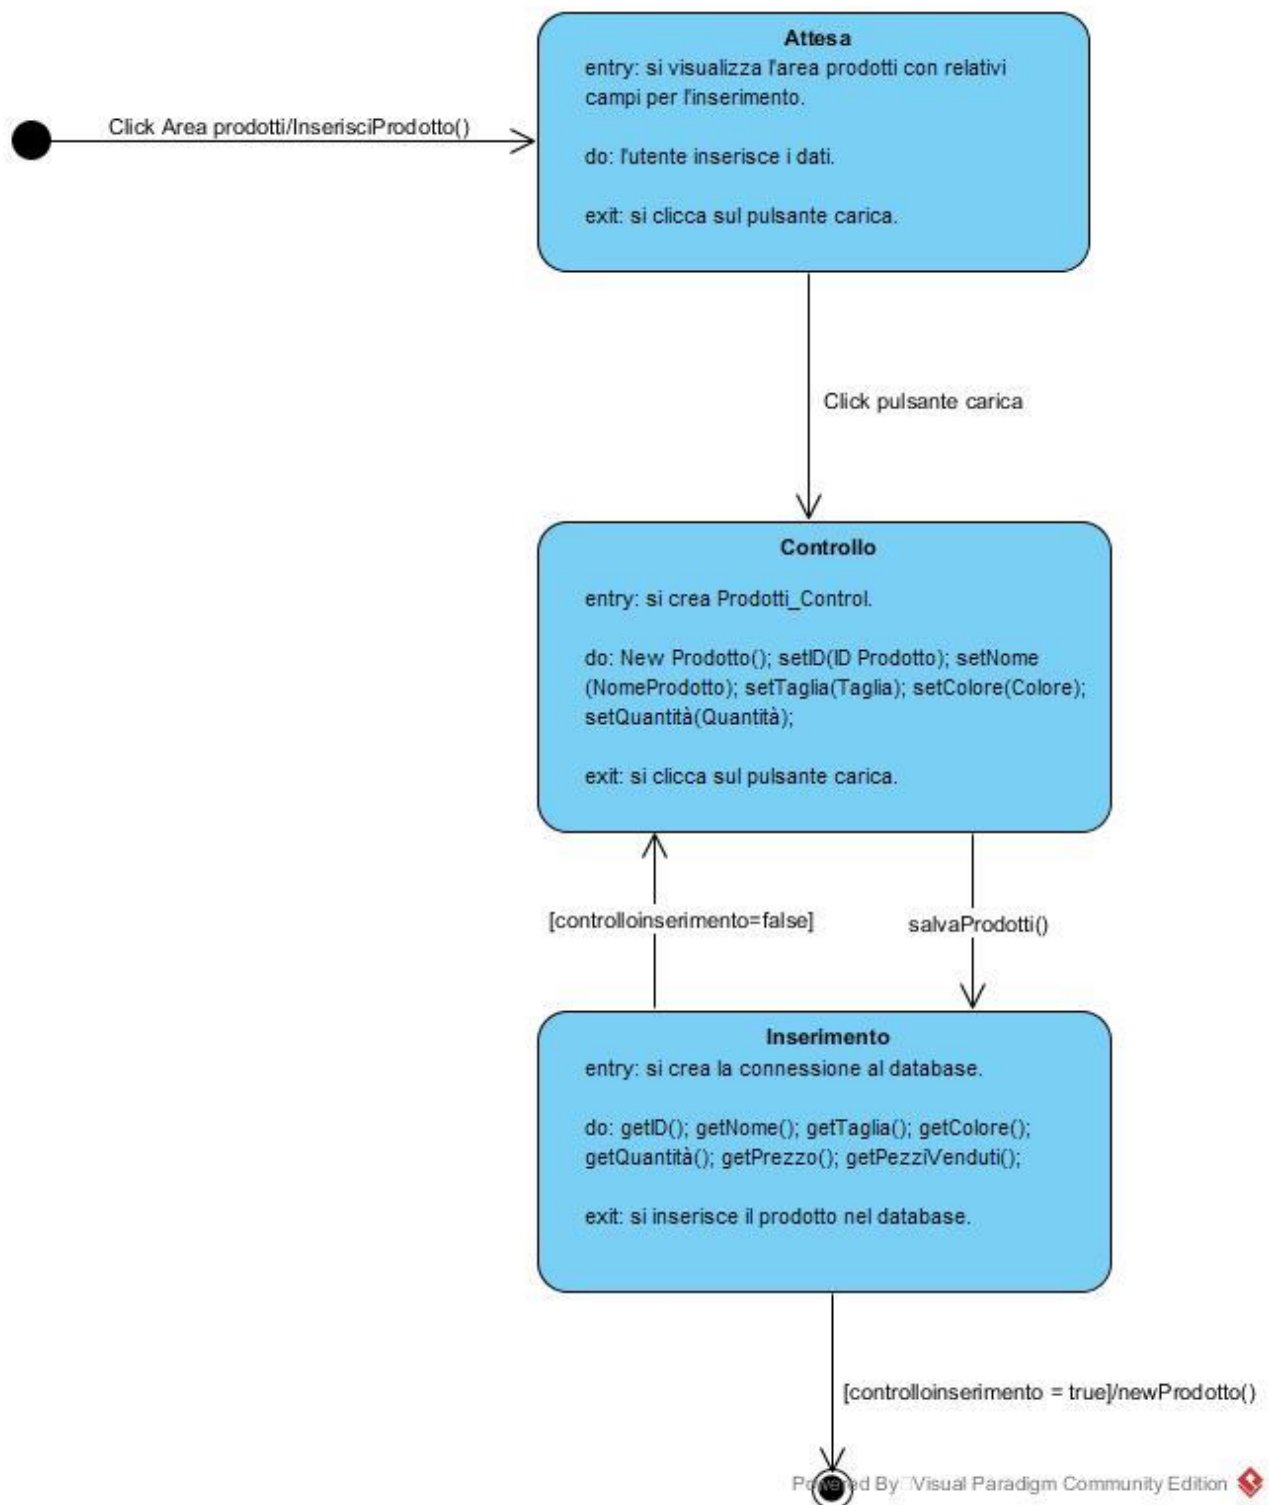 Attesa
entry: si visualizza l'area prodotti con relativi
campi per l'inserimento.
do: l'utente inserisce i dati.
exit: si clicca sul pulsante carica.
Click Area prodotti/InserisciProdotto()
Click pulsante carica
Controllo
entry: si crea Prodotti_Control.
do: New Prodotto(); setID(ID Prodotto); setNome
(NomeProdotto); setTaglia(Taglia); setColore(Colore);
setQuantità(Quantità);
exit: si clicca sul pulsante carica.
[controlloinserimento=false]
salvaProdotti()
Inserimento
entry: si crea la connessione al database.
do: getID(); getNome(); getTaglia(); getColore();
getQuantità(); getPrezzo(); getPezziVenduti();
exit: si inserisce il prodotto nel database.
[controlloinserimento = true]/newProdotto()
Powered By Visual Paradigm Community Edition